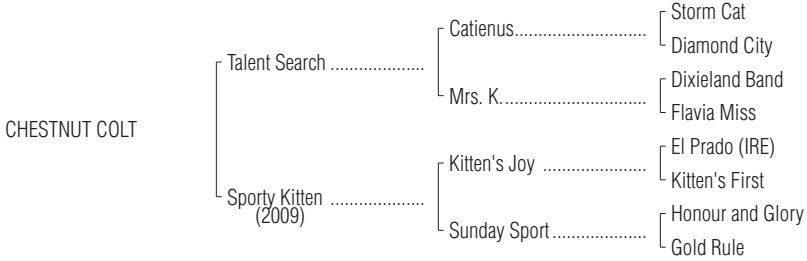 Storm Cat
Catienus
Diamond City
Talent Search
Dixieland Band
Mrs. K.
Flavia Miss
CHESTNUT COLT
El Prado (IRE)
Kitten's Joy
Kitten's First
Sporty Kitten
(2009)
Honour and Glory
Sunday Sport
Gold Rule